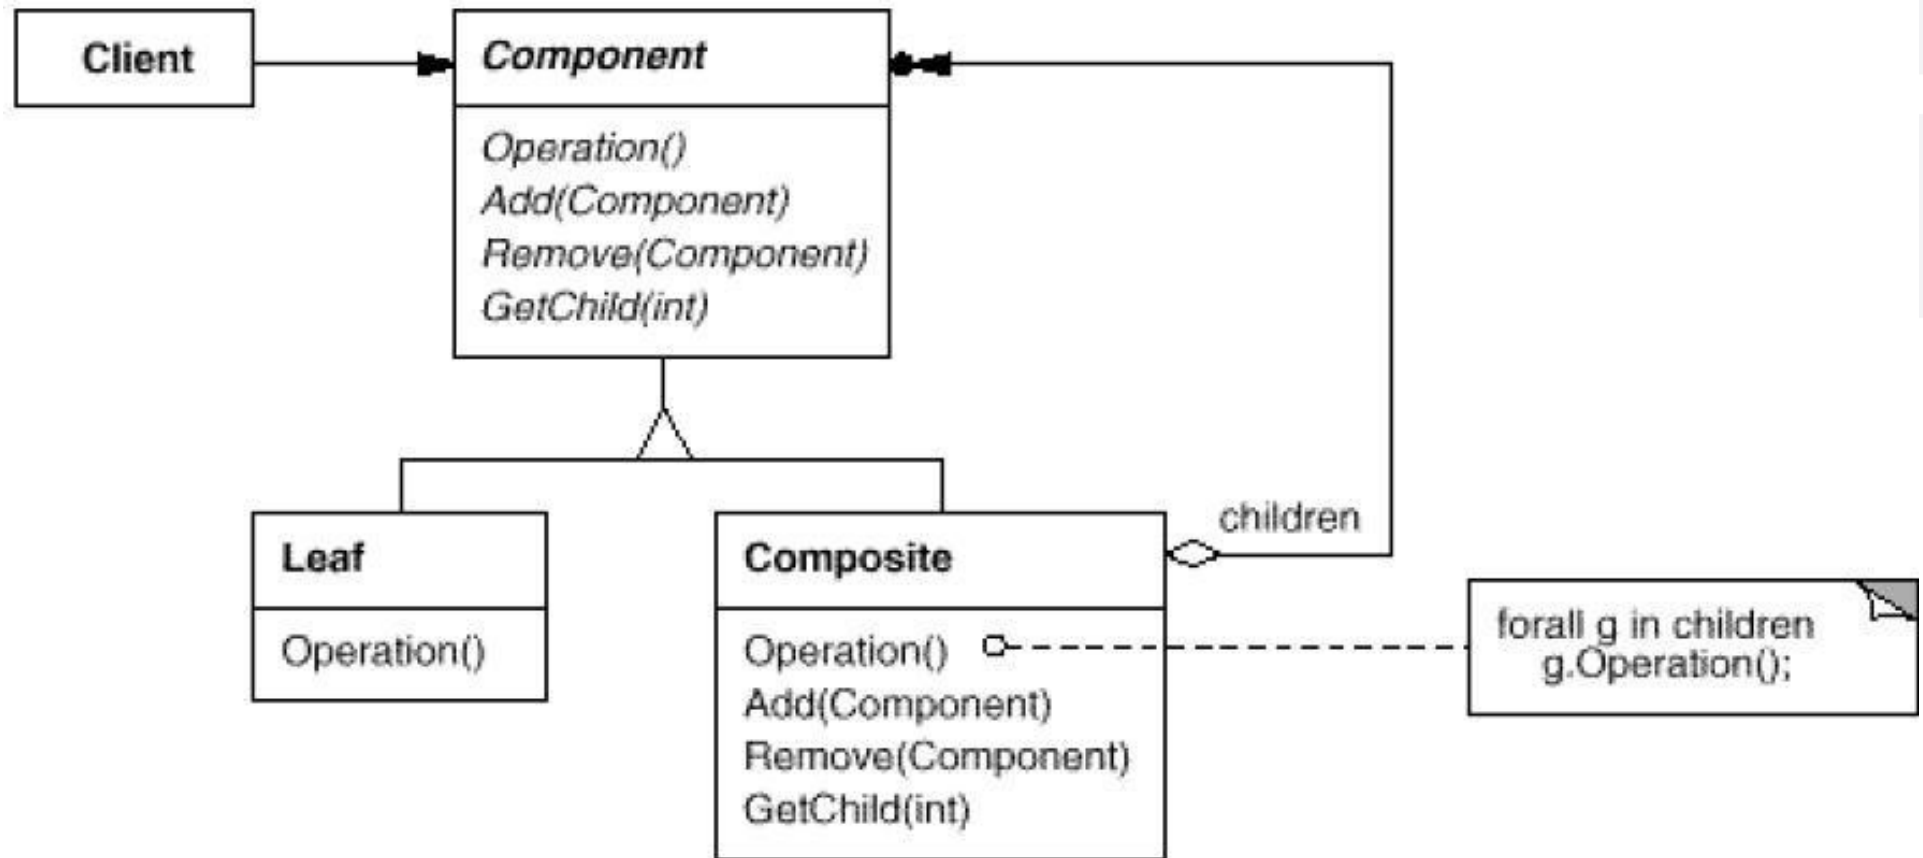 Client
Component
Operation()
Add(Component)
Remove(Component)
GetChild(int)
Leaf
Operation()
Composite
Operation()
Add(Component)
Remove(Component)
GetChild(int)
children
forall g in children
g.Operation();